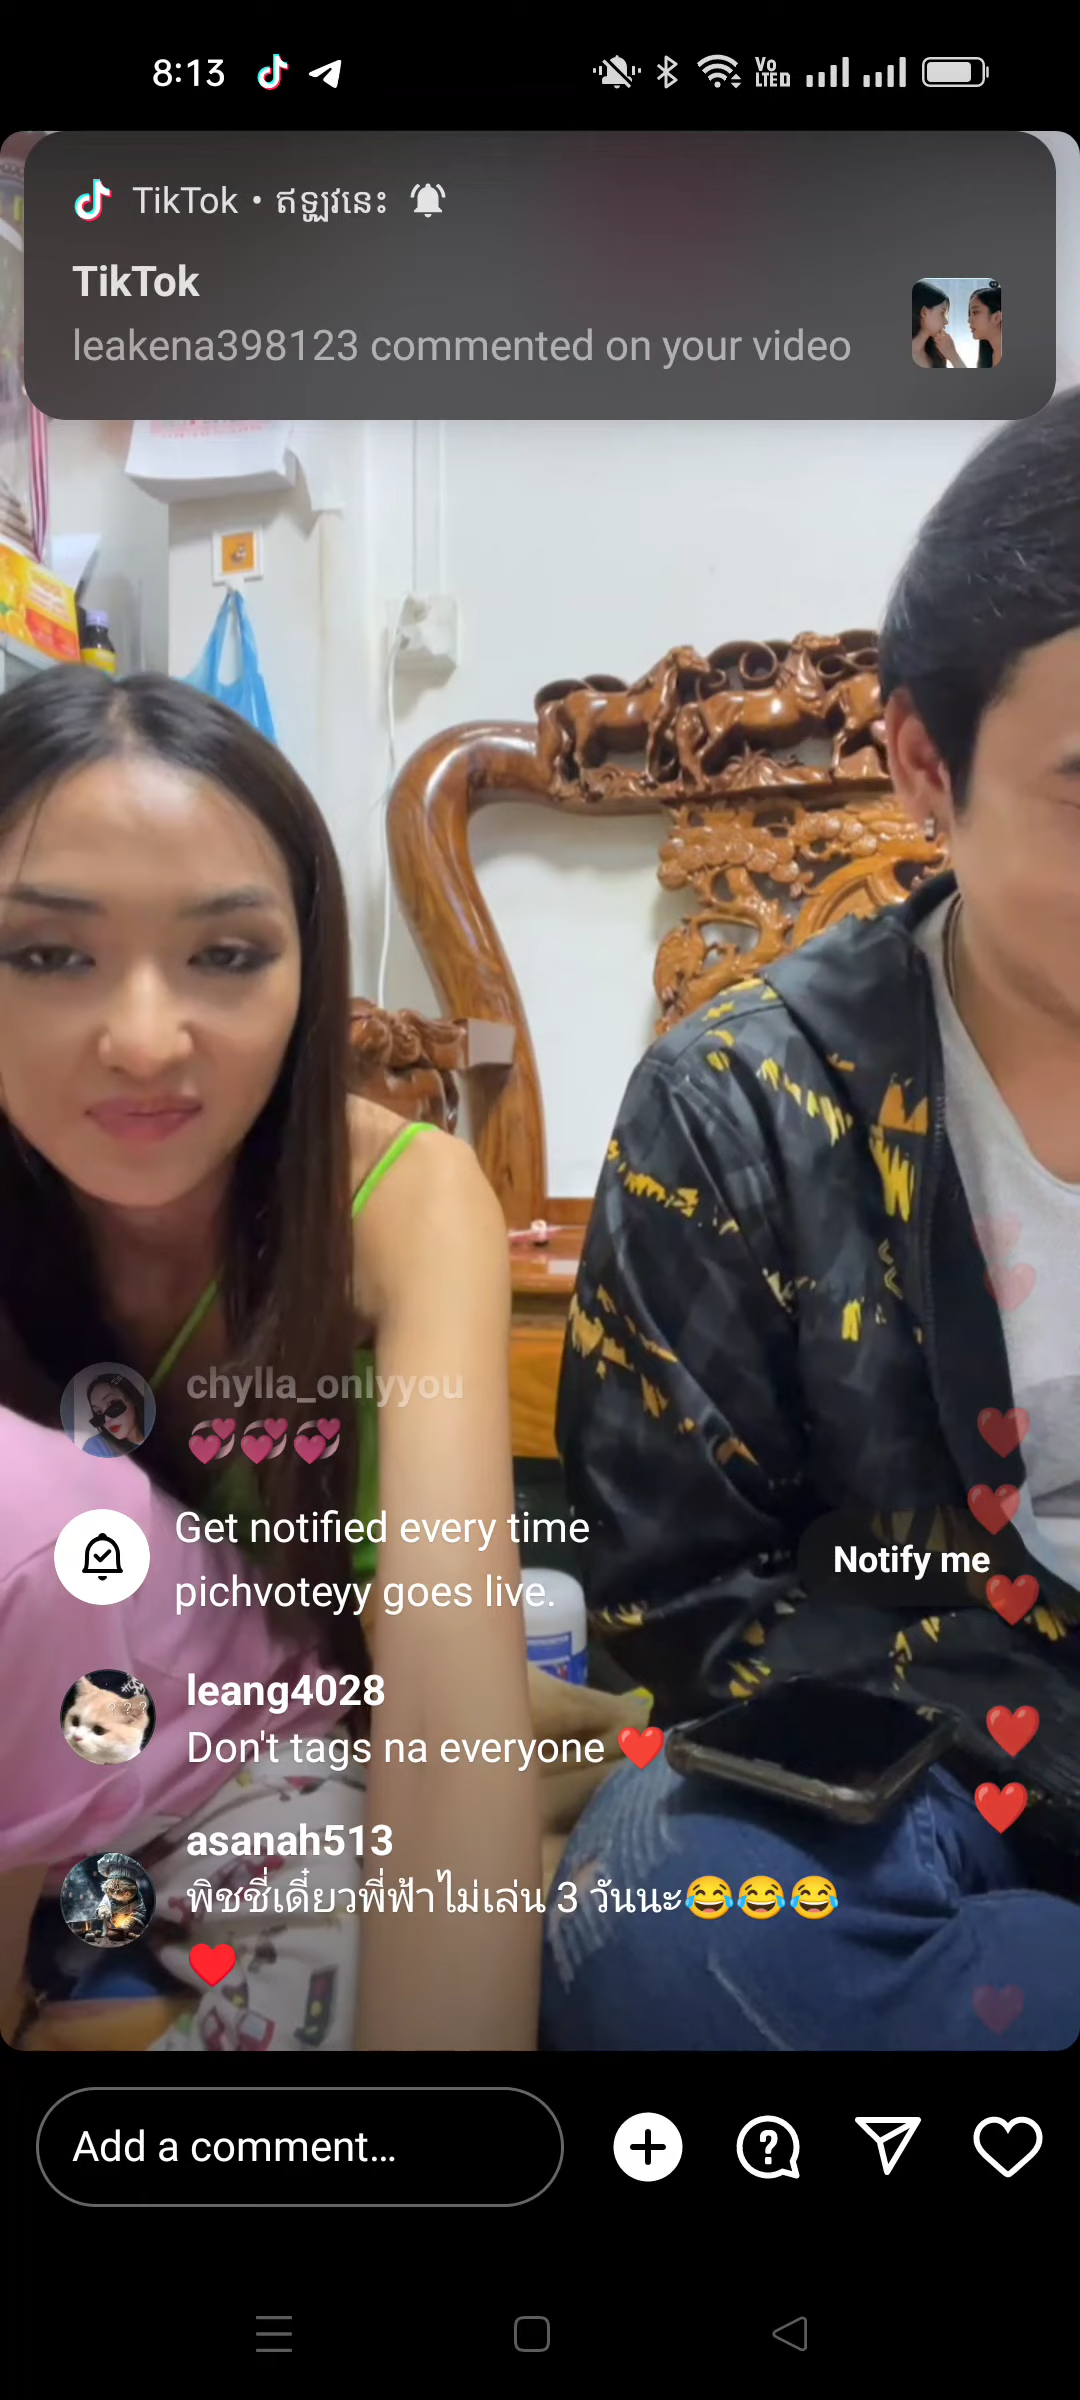 8:13
Vo
LTED
TikTok • ឥឡូវនេះ
TikTok
leakena398123 commented on your video
chylla_onlyyou
💞💞💞
Get notified every time
pichvoteyy goes live.
Notify me
leang4028
Don't tags na everyone ❤️
asanah513
พิชชี่เดี๋ยวพี่ฟ้าไม่เล่น 3 วันนะ😂😂😂
♥️
Add a comment...